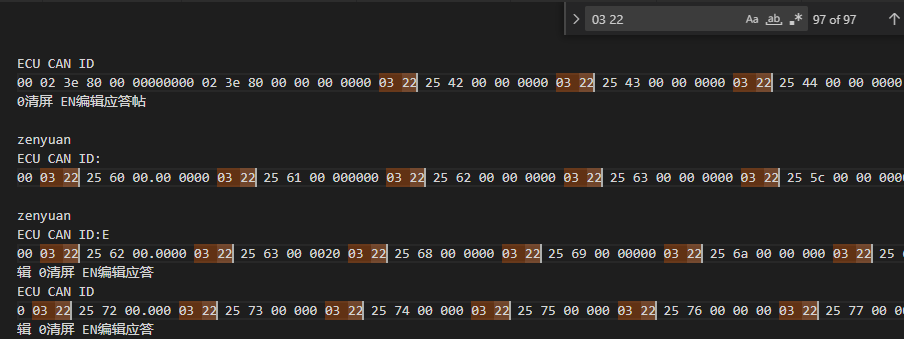 03 22
Aa ab .* 97 of 97
ECU CAN ID
00 02 3e 80 00 00000000 02 3e 80 00 00 00 0000 03 22 25 42 00 00 0000 03 22 25 43 00 00 0000 03 22 25 44 00 00 0000
0清屏 EN编辑应答帖
zenyuan
ECU CAN ID:
00 03 22 25 60 00.00 0000 03 22 25 61 00 000000 03 22 25 62 00 00 0000 03 22 25 63 00 00 0000 03 22 25 5c 00 00 000
zenyuan
ECU CAN ID:E
00 03 22 25 62 00.0000 03 22 25 63 00 0020 03 22 25 68 00 0000 03 22 25 69 00 00000 03 22 25 6a 00 00 000 03 22 25
辑 0清屏 EN编辑应答
ECU CAN ID
0 03 22 25 72 00.000 03 22 25 73 00 000 03 22 25 74 00 000 03 22 25 75 00 000 03 22 25 76 00 00 00 03 22 25 77 00 0
辑 0清屏 EN编辑应答